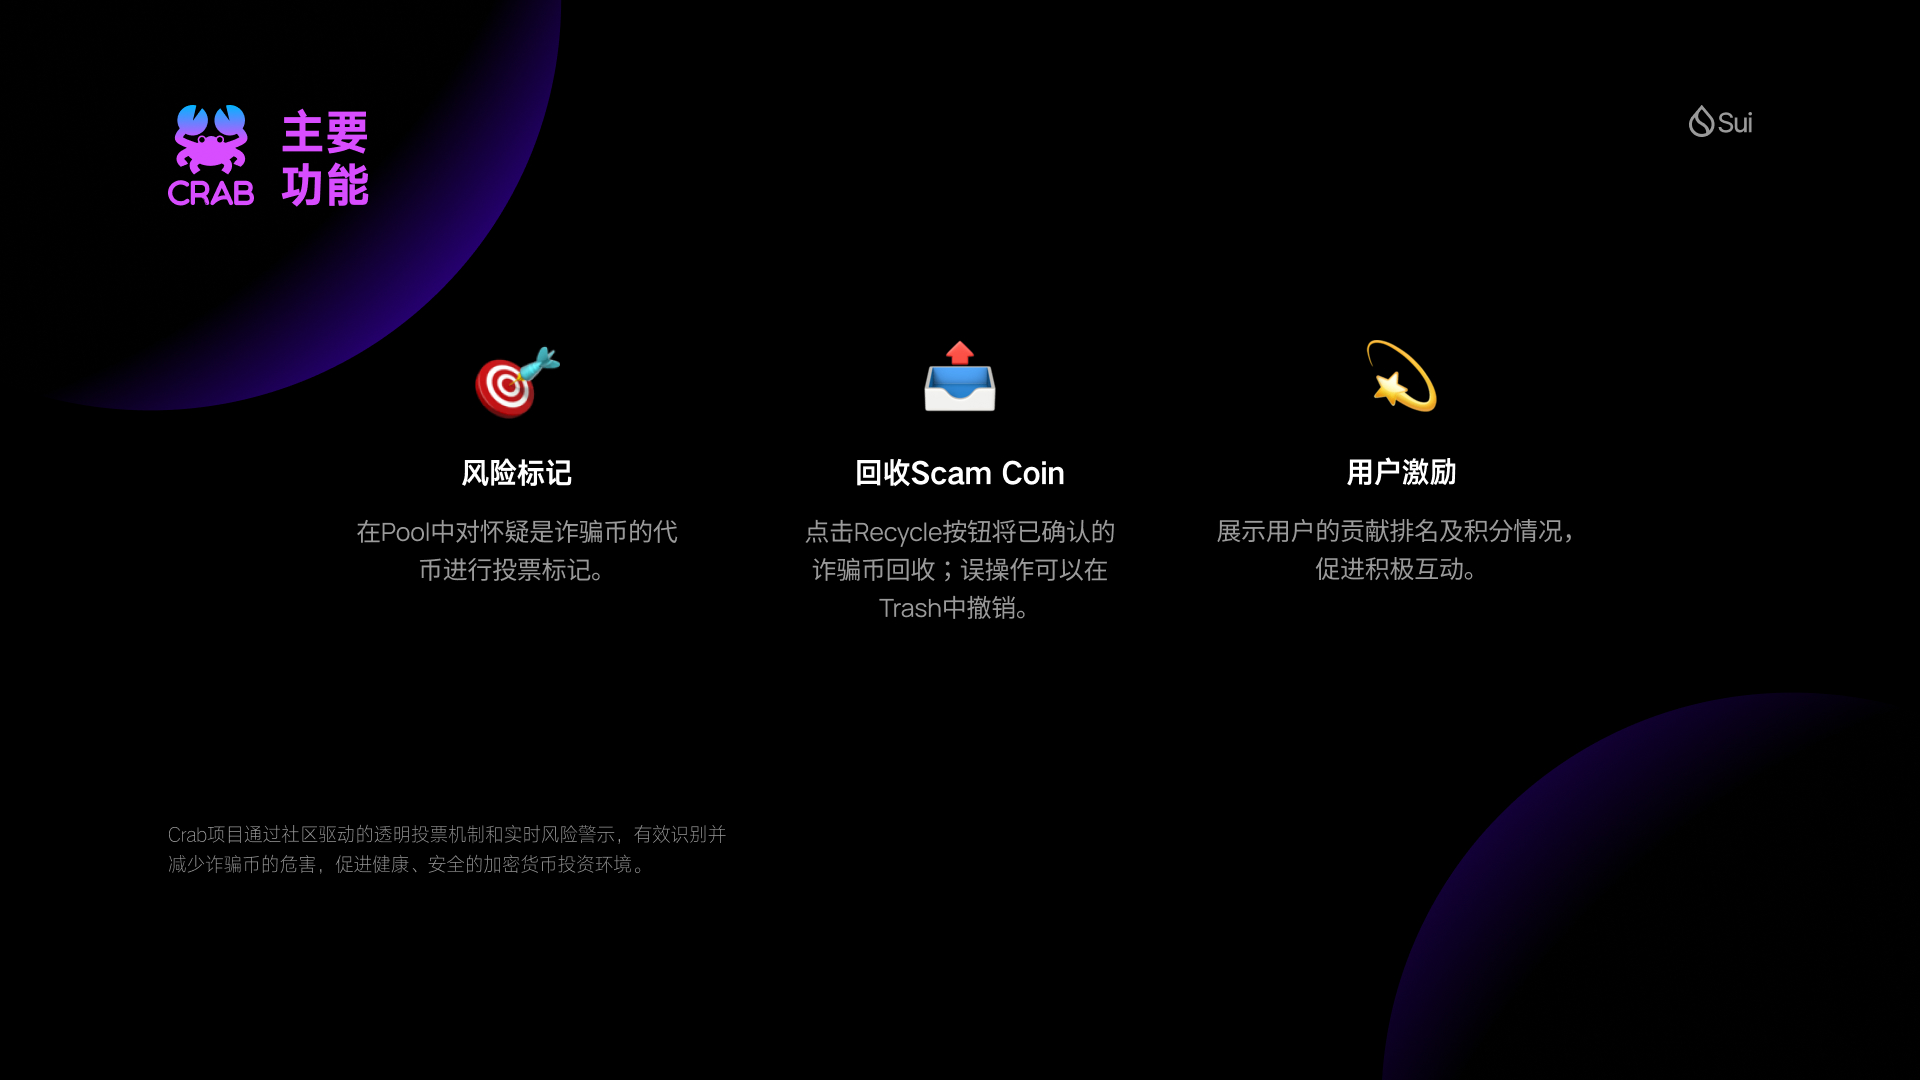 CRAB
主要
功能
Sui
风险标记
在Pool中对怀疑是诈骗币的代
币进行投票标记。
回收Scam Coin
点击Recycle按钮将已确认的
诈骗币回收；误操作可以在
Trash中撤销。
用户激励
展示用户的贡献排名及积分情况，
促进积极互动。
Crab项目通过社区驱动的透明投票机制和实时风险警示，有效识别并
减少诈骗币的危害，促进健康、安全的加密货币投资环境。